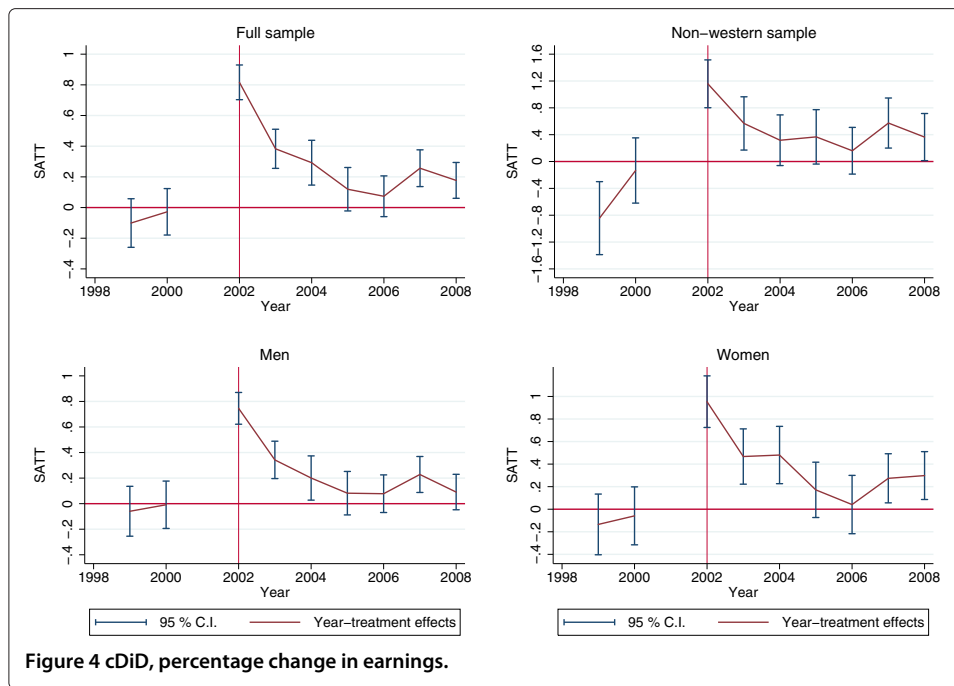 Full sample
1
.8
.6
.4
.2
0
-.2
-.4
SATT
1998 2000 2002 2004 2006 2008
Year
Non-western sample
1.6
1.2
.8
.4
0
-.4
-.8
-1.2
-1.6
SATT
1998 2000 2002 2004 2006 2008
Year
Men
1
.8
.6
.4
.2
0
-.2
-.4
SATT
1998 2000 2002 2004 2006 2008
Year
Women
1
.8
.6
.4
.2
0
-.2
-.4
SATT
1998 2000 2002 2004 2006 2008
Year
95 % C.I. Year-treatment effects
95 % C.I. Year-treatment effects
Figure 4 cDiD, percentage change in earnings.